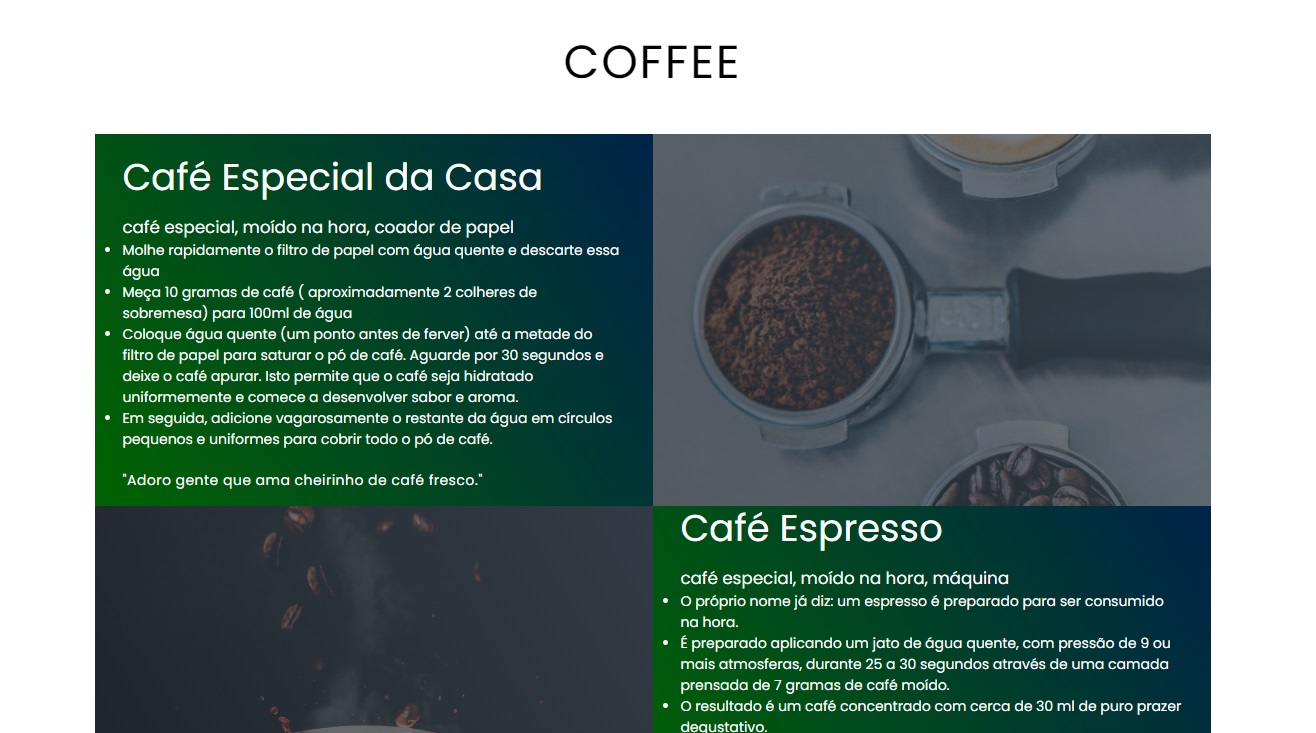 COFFEE
Café Especial da Casa
café especial, moído na hora, coador de papel
• Molhe rapidamente o filtro de papel com água quente e descarte essa
água
• Meça 10 gramas de café ( aproximadamente 2 colheres de
sobremesa) para 100ml de água
• Coloque água quente (um ponto antes de ferver) até a metade do
filtro de papel para saturar o pó de café. Aguarde por 30 segundos e
deixe o café apurar. Isto permite que o café seja hidratado
uniformemente e comece a desenvolver sabor e aroma.
• Em seguida, adicione vagarosamente o restante da água em círculos
pequenos e uniformes para cobrir todo o pó de café.
"Adoro gente que ama cheirinho de café fresco."
Café Espresso
café especial, moído na hora, máquina
• O próprio nome já diz: um espresso é preparado para ser consumido
na hora.
• É preparado aplicando um jato de água quente, com pressão de 9 ou
mais atmosferas, durante 25 a 30 segundos através de uma camada
prensada de 7 gramas de café moído.
• O resultado é um café concentrado com cerca de 30 ml de puro prazer
degustativo.